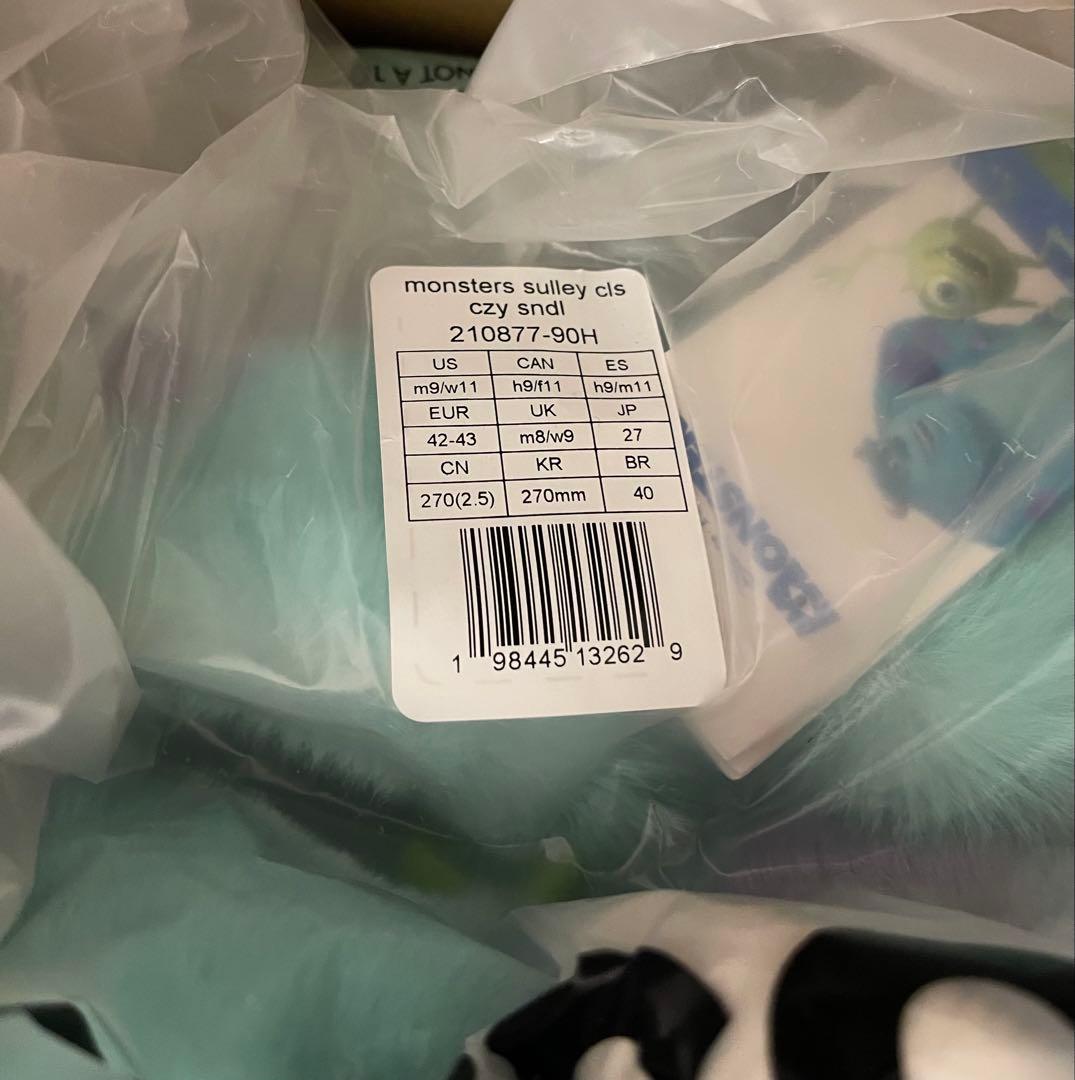 NOT A T
monsters sulley cls
czy sndl
210877-90H
US CAN ES
m9/w11 h9/f11 h9/m11
EUR UK JP
42-43 m8/w9 27
CN KR BR
270(2.5) 270mm 40
1 98445 13262 9